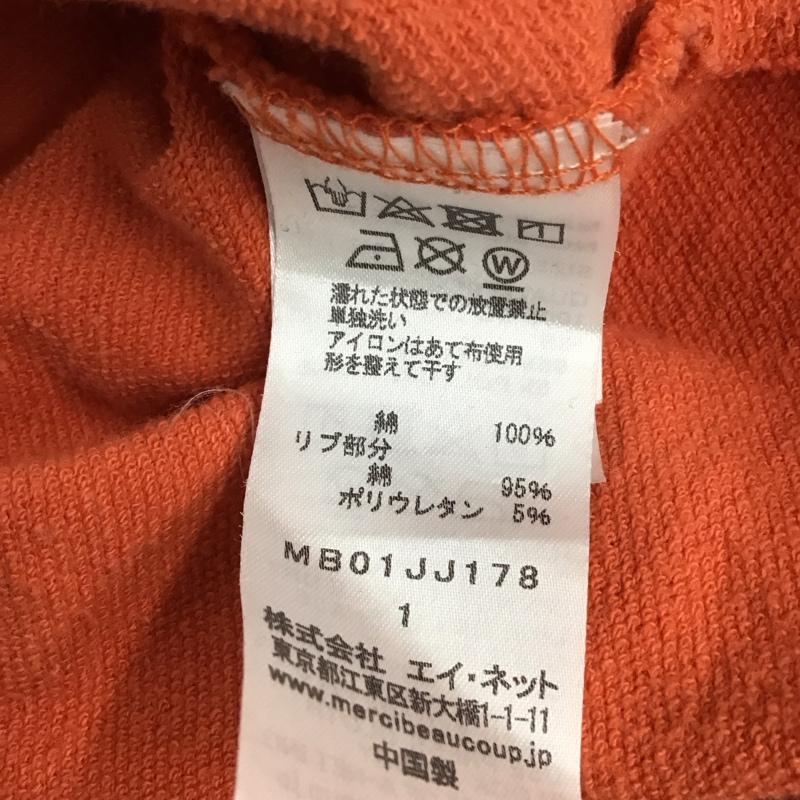 W
濡れた状態での放置禁止
単独洗い
アイロンはあて布使用
形を整えて干す
綿 100%
リブ部分
綿 95%
ポリウレタン 5%
MB01JJ178
1
株式会社 エイ・ネット
東京都江東区新大橋1-1-11
www.mercibeaucoup.jp
中国製